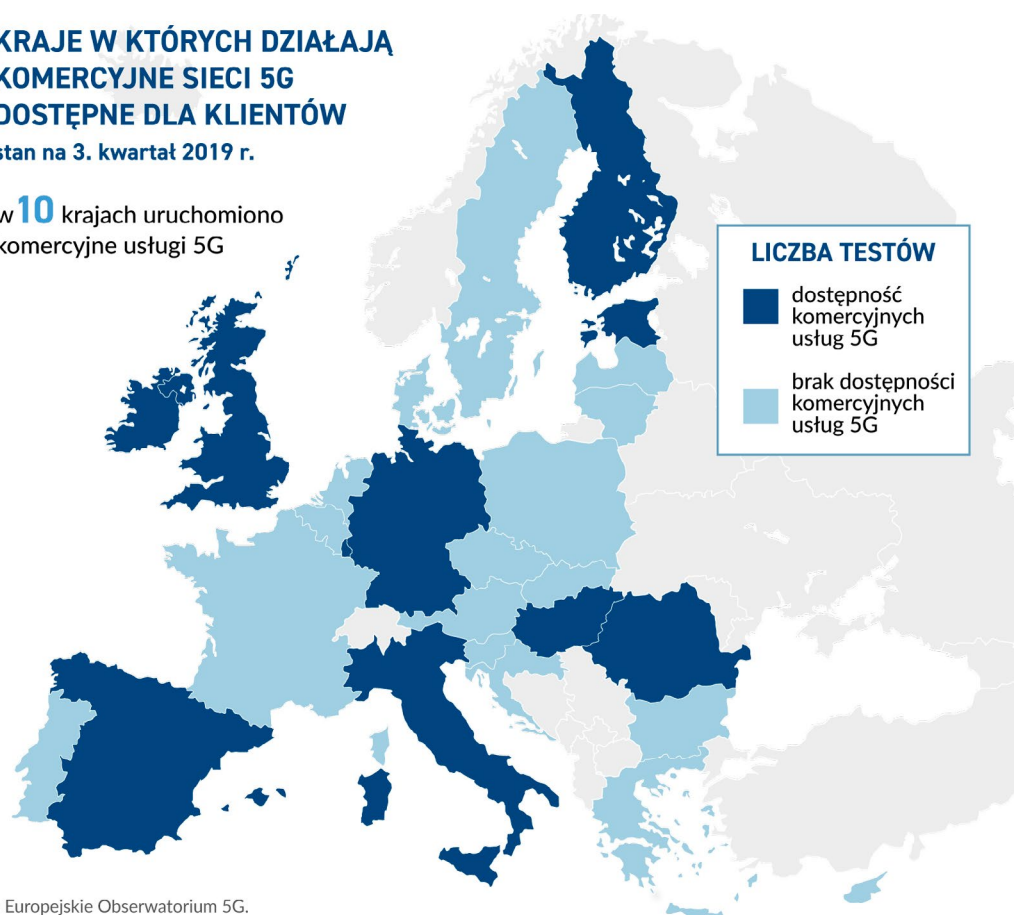 KRAJE W KTÓRYCH DZIAŁAJĄ
KOMERCYJNE SIECI 5G
DOSTĘPNE DLA KLIENTÓW
stan na 3. kwartał 2019 r.
w 10 krajach uruchomiono
komercyjne usługi 5G
LICZBA TESTÓW
dostępność
komercyjnych
usług 5G
brak dostępności
komercyjnych
usług 5G
Europejskie Obserwatorium 5G.